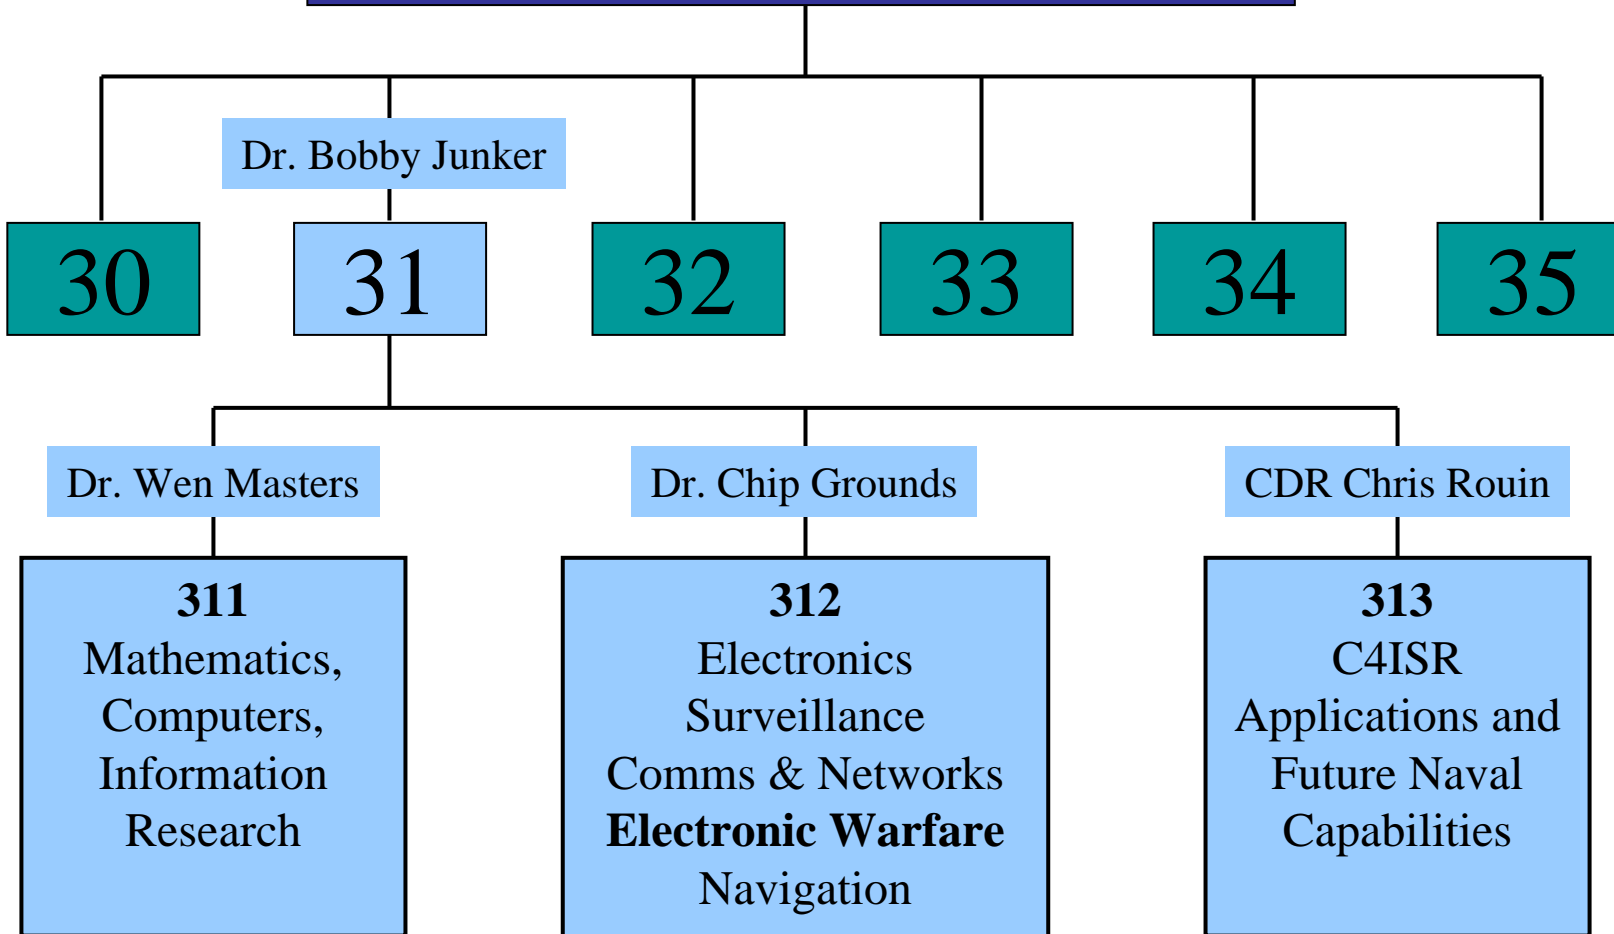 Dr. Bobby Junker
30
31
32
33
34
35
Dr. Wen Masters
Dr. Chip Grounds
CDR Chris Rouin
311
Mathematics,
Computers,
Information
Research
312
Electronics
Surveillance
Comms & Networks
Electronic Warfare
Navigation
313
C4ISR
Applications and
Future Naval
Capabilities